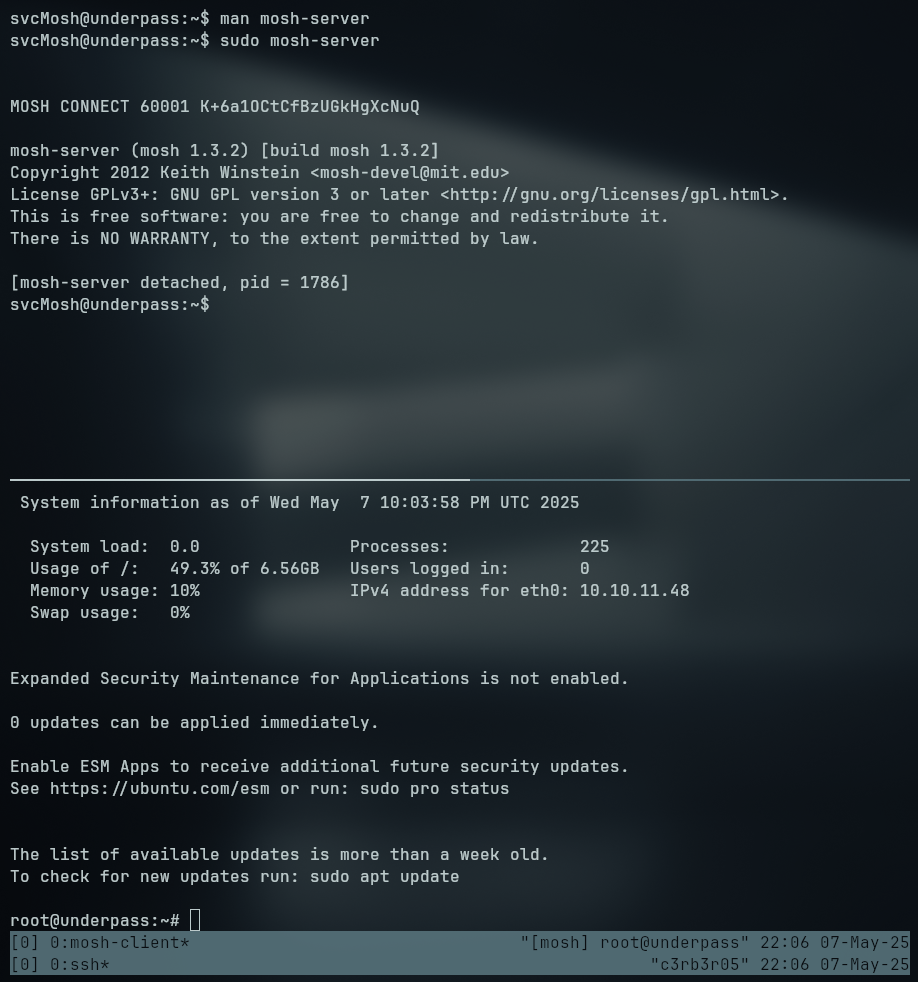 svcMosh@underpass:~$ man mosh-server
svcMosh@underpass:~$ sudo mosh-server
MOSH CONNECT 60001 K+6a1OCtCfBzUGkHgXcNuQ
mosh-server (mosh 1.3.2) [build mosh 1.3.2]
Copyright 2012 Keith Winstein <mosh-devel@mit.edu>
License GPLv3+: GNU GPL version 3 or later <http://gnu.org/licenses/gpl.html>.
This is free software: you are free to change and redistribute it.
There is NO WARRANTY, to the extent permitted by law.
[mosh-server detached, pid = 1786]
svcMosh@underpass:~$
System information as of Wed May  7 10:03:58 PM UTC 2025
System load:  0.0               Processes:             225
Usage of /:   49.3% of 6.56GB   Users logged in:       0
Memory usage: 10%               IPv4 address for eth0: 10.10.11.48
Swap usage:   0%
Expanded Security Maintenance for Applications is not enabled.
0 updates can be applied immediately.
Enable ESM Apps to receive additional future security updates.
See https://ubuntu.com/esm or run: sudo pro status
The list of available updates is more than a week old.
To check for new updates run: sudo apt update
root@underpass:~#
[0] 0:mosh-client*                                 "[mosh] root@underpass" 22:06 07-May-25
[0] 0:ssh*                                                      "c3rb3r05" 22:06 07-May-25